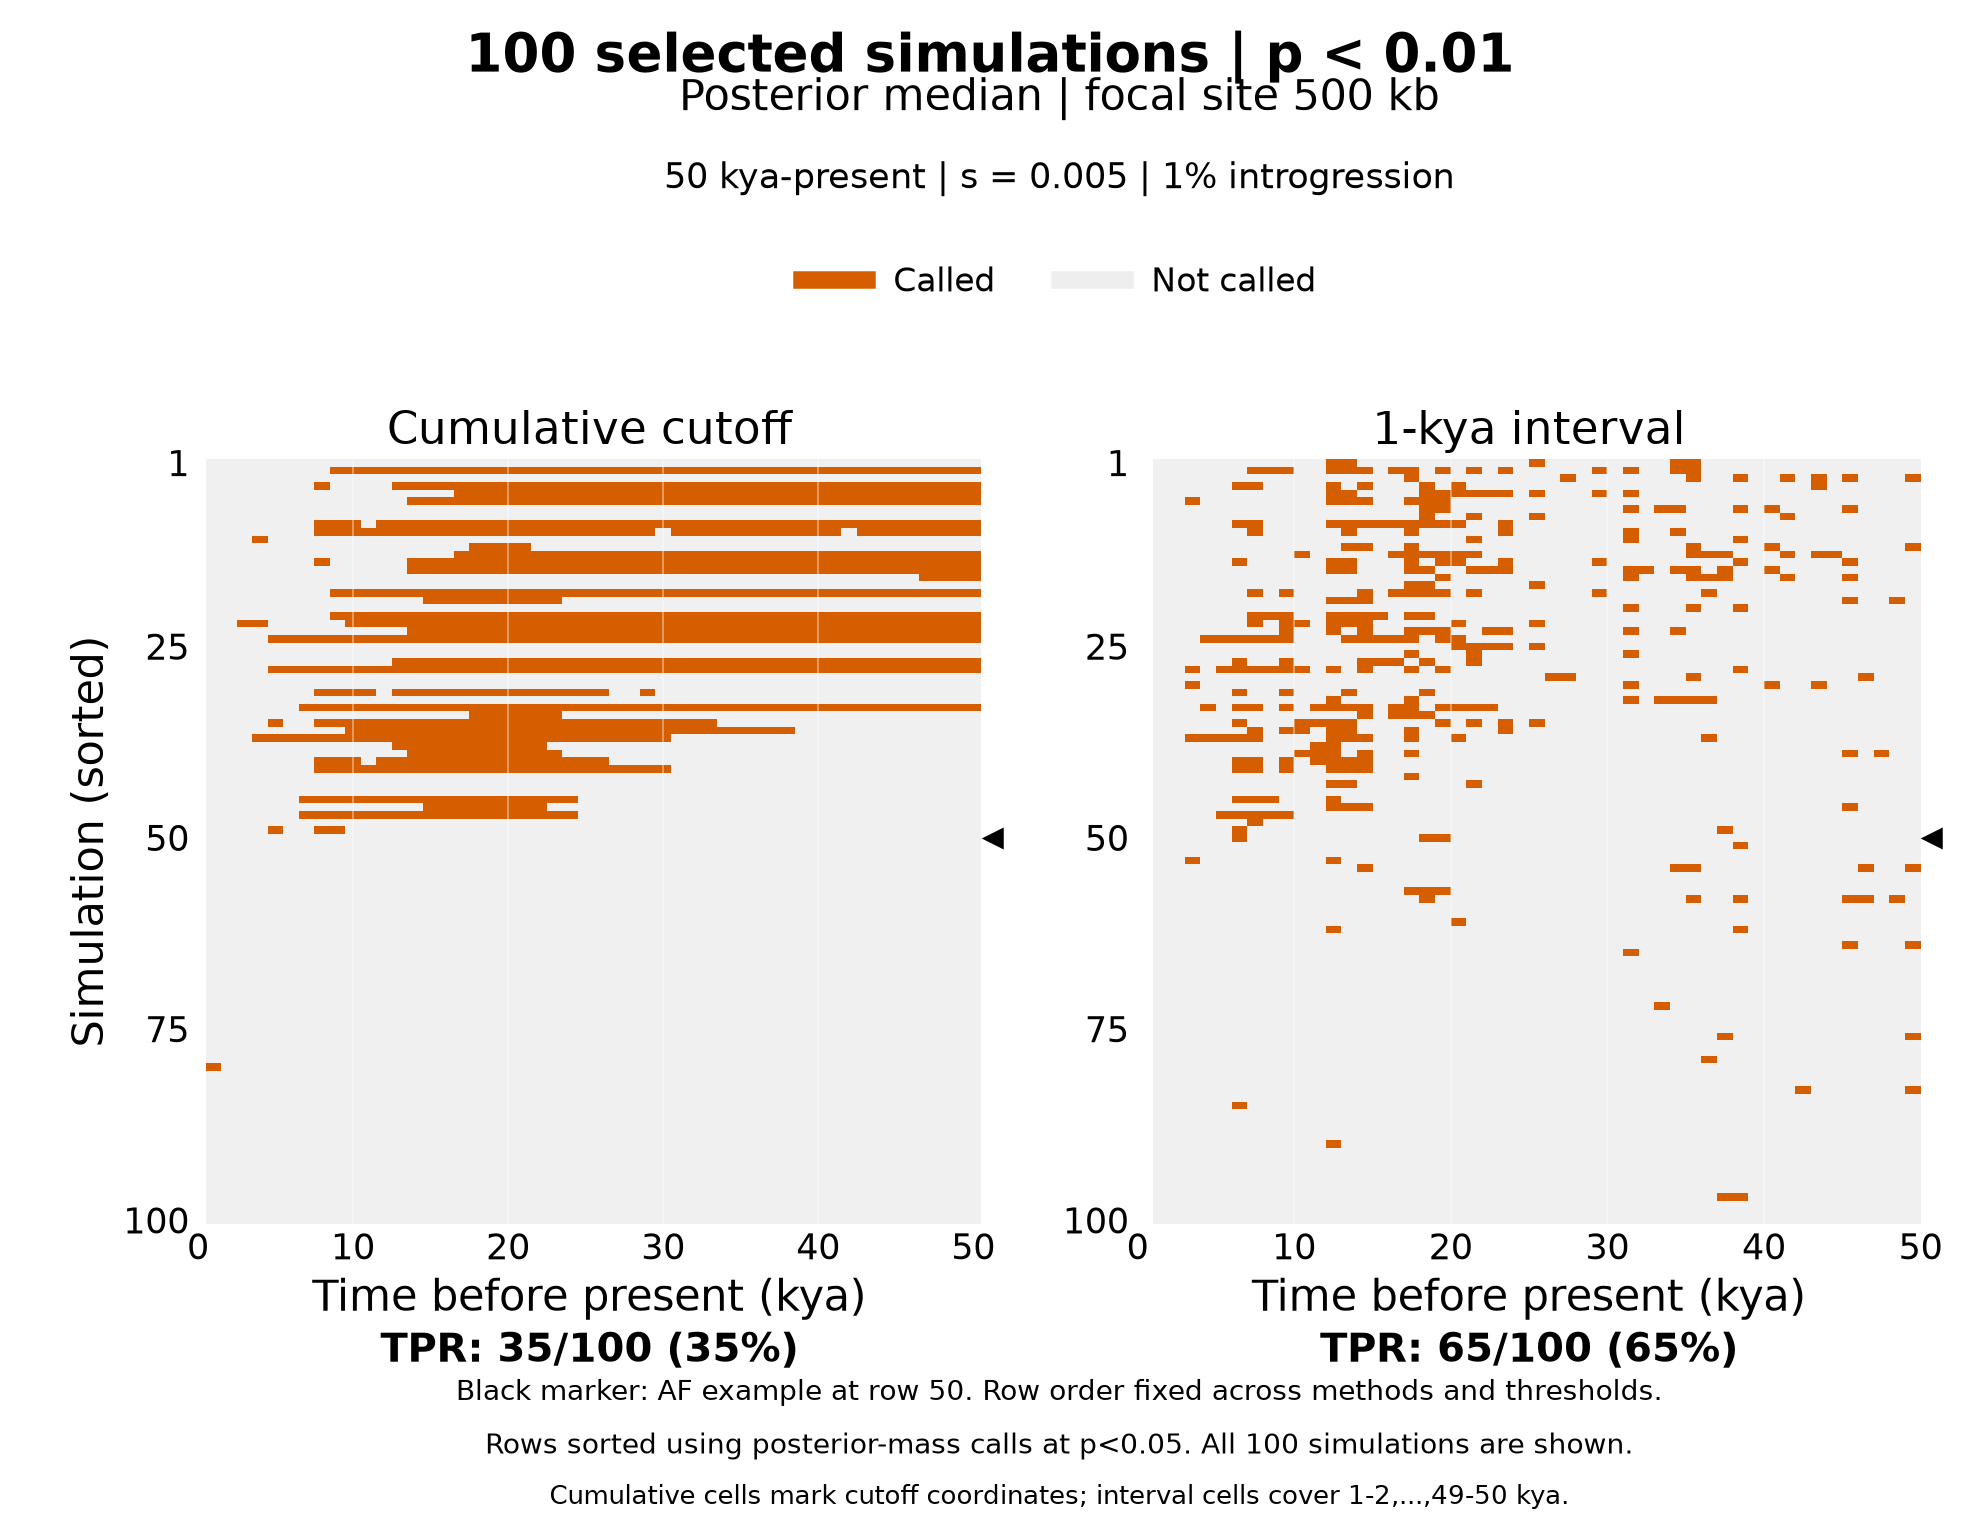 100 selected simulations | p < 0.01
Posterior median | focal site 500 kb
50 kya-present | s = 0.005 | 1% introgression
Called
Not called
Cumulative cutoff
1
25
50
75
100
Simulation (sorted)
0 10 20 30 40 50
Time before present (kya)
TPR: 35/100 (35%)
1-kya interval
1
25
50
75
100
0 10 20 30 40 50
Time before present (kya)
TPR: 65/100 (65%)
Black marker: AF example at row 50. Row order fixed across methods and thresholds.
Rows sorted using posterior-mass calls at p<0.05. All 100 simulations are shown.
Cumulative cells mark cutoff coordinates; interval cells cover 1-2,...,49-50 kya.